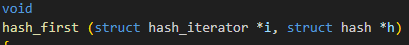 void
hash_first (struct hash_iterator *i, struct hash *h)
{